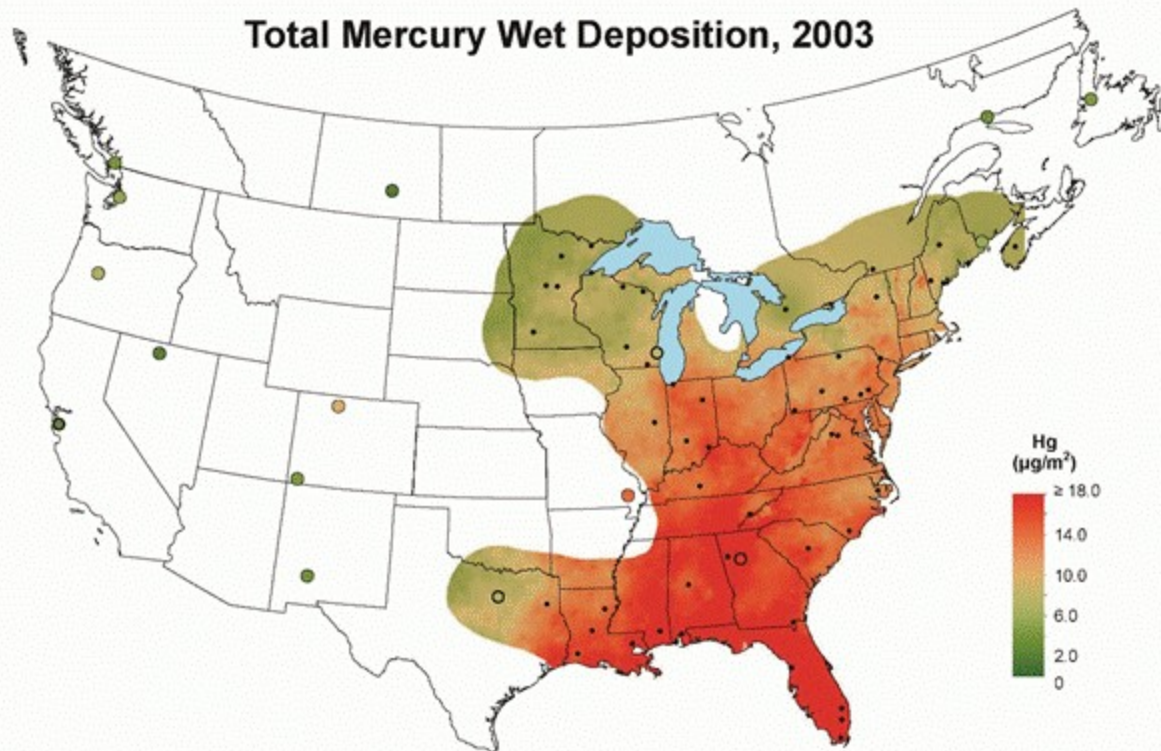 Total Mercury Wet Deposition, 2003
Hg
(µg/m²)
≥ 18.0
14.0
10.0
6.0
2.0
0